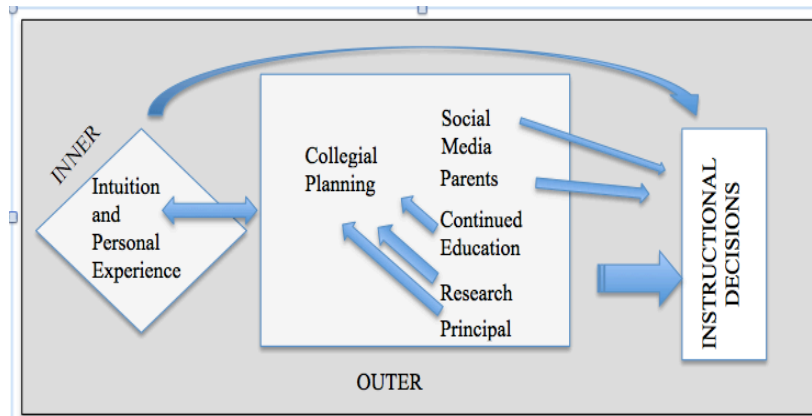 INNER
Intuition
and
Personal
Experience
Collegial
Planning
Social
Media
Parents
Continued
Education
Research
Principal
INSTRUCTIONAL
DECISIONS
OUTER